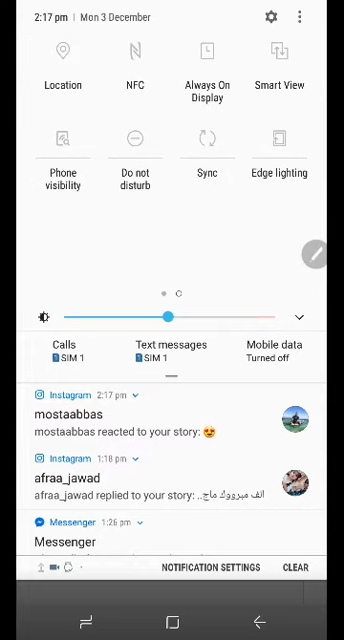 2:17 pm | Mon 3 December
Location NFC Always On Display Smart View
Phone visibility Do not disturb Sync Edge lighting
Calls Text messages Mobile data
SIM 1 SIM 1 Turned off
Instagram 2:17 pm
mostaabbas
mostaabbas reacted to your story: 😍
Instagram 1:18 pm
afraa_jawad
afraa_jawad replied to your story: الف مبرووك ماج..
Messenger 1:26 pm
Messenger
NOTIFICATION SETTINGS CLEAR